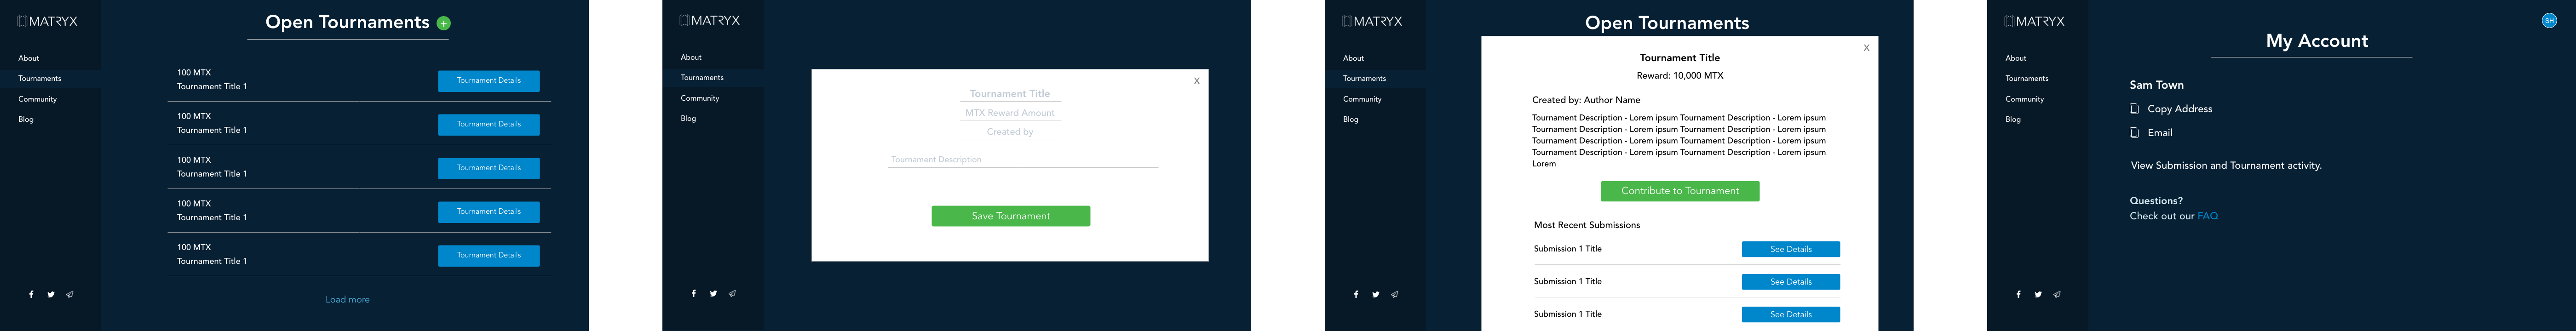 MATRYX
About
Tournaments
Community
Blog
Open Tournaments +
100 MTX
Tournament Title 1
Tournament Details
100 MTX
Tournament Title 1
Tournament Details
100 MTX
Tournament Title 1
Tournament Details
100 MTX
Tournament Title 1
Tournament Details
100 MTX
Tournament Title 1
Tournament Details
Load more
MATRYX
About
Tournaments
Community
Blog
X
Tournament Title
MTX Reward Amount
Created by
Tournament Description
Save Tournament
MATRYX
About
Tournaments
Community
Blog
Open Tournaments
X
Tournament Title
Reward: 10,000 MTX
Created by: Author Name
Tournament Description - Lorem ipsum Tournament Description - Lorem ipsum
Tournament Description - Lorem ipsum Tournament Description - Lorem ipsum
Tournament Description - Lorem ipsum Tournament Description - Lorem ipsum
Tournament Description - Lorem ipsum Tournament Description - Lorem ipsum
Lorem
Contribute to Tournament
Most Recent Submissions
Submission 1 Title
See Details
Submission 1 Title
See Details
Submission 1 Title
See Details
MATRYX
About
Tournaments
Community
Blog
SH
My Account
Sam Town
Copy Address
Email
View Submission and Tournament activity.
Questions?
Check out our FAQ